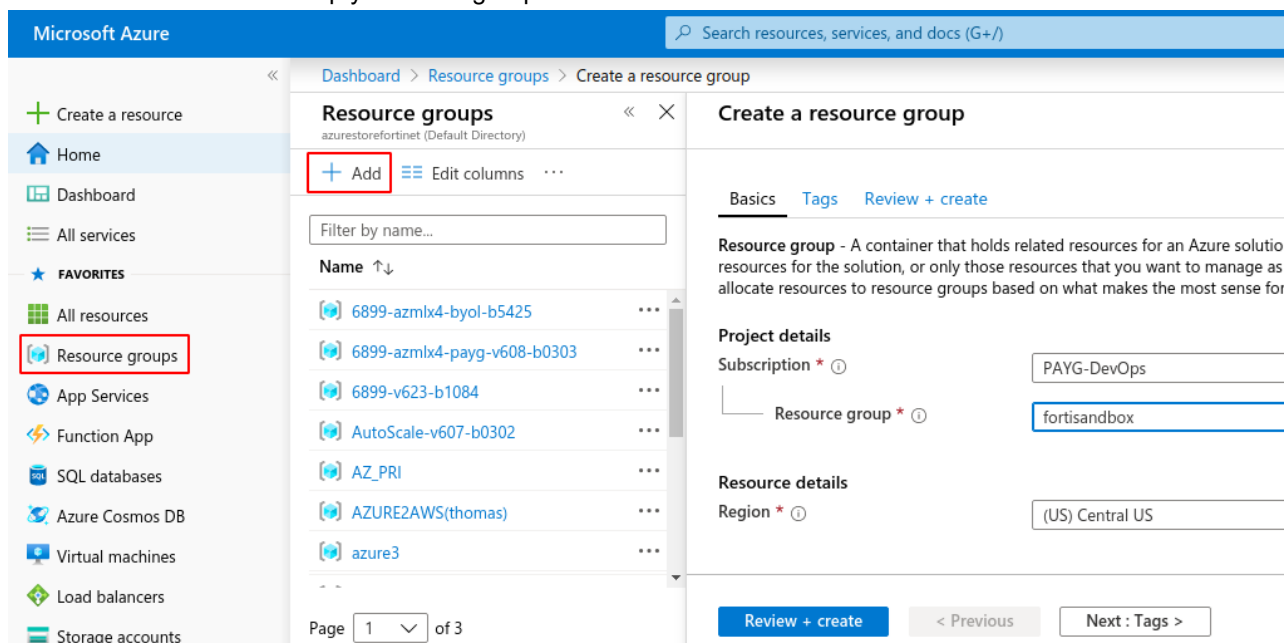 Microsoft Azure
Search resources, services, and docs (G+/)
«
Dashboard > Resource groups > Create a resource group
Create a resource
Home
Dashboard
All services
FAVORITES
All resources
Resource groups
App Services
Function App
SQL databases
Azure Cosmos DB
Virtual machines
Load balancers
Storage accounts
Resource groups « ×
azurestorefortinet (Default Directory)
+ Add Edit columns ···
Filter by name...
Name ↑↓
6899-azmlx4-byol-b5425 ···
6899-azmlx4-payg-v608-b0303 ···
6899-v623-b1084 ···
AutoScale-v607-b0302 ···
AZ_PRI ···
AZURE2AWS(thomas) ···
azure3 ···
Page 1 of 3
Create a resource group
Basics Tags Review + create
Resource group - A container that holds related resources for an Azure solutio
resources for the solution, or only those resources that you want to manage as
allocate resources to resource groups based on what makes the most sense for
Project details
Subscription * PAYG-DevOps
Resource group * fortisandbox
Resource details
Region * (US) Central US
Review + create < Previous Next : Tags >